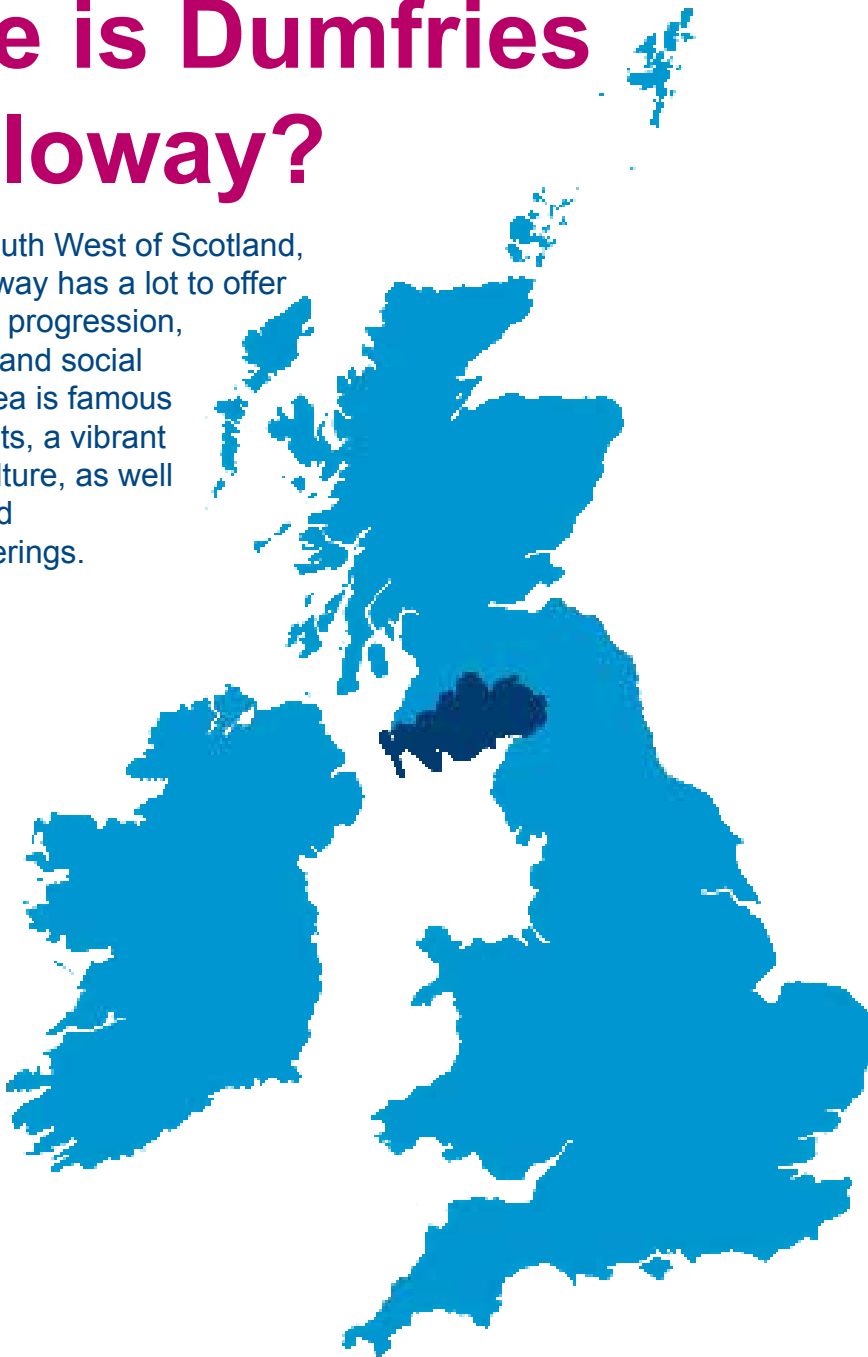 e is Dumfries
loway?
uth West of Scotland,
way has a lot to offer
progression,
and social
ea is famous
ts, a vibrant
lture, as well
d
erings.